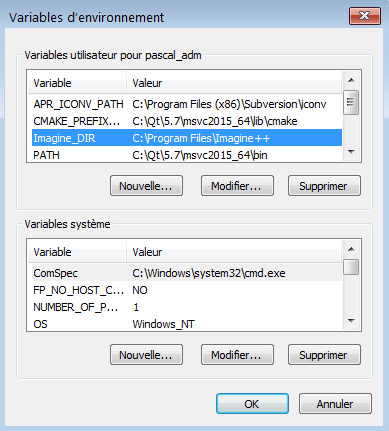 Variables d'environnement
Variables utilisateur pour pascal_adm
Variable Valeur
APR_ICONV_PATH C:\Program Files (x86)\Subversion\iconv
CMAKE_PREFIX... C:\Qt\5.7\msvc2015_64\lib\cmake
Imagine_DIR C:\Program Files\Imagine++
PATH C:\Qt\5.7\msvc2015_64\bin
Nouvelle... Modifier... Supprimer
Variables système
Variable Valeur
ComSpec C:\Windows\system32\cmd.exe
FP_NO_HOST_C... NO
NUMBER_OF_P... 1
OS Windows_NT
Nouvelle... Modifier... Supprimer
OK Annuler